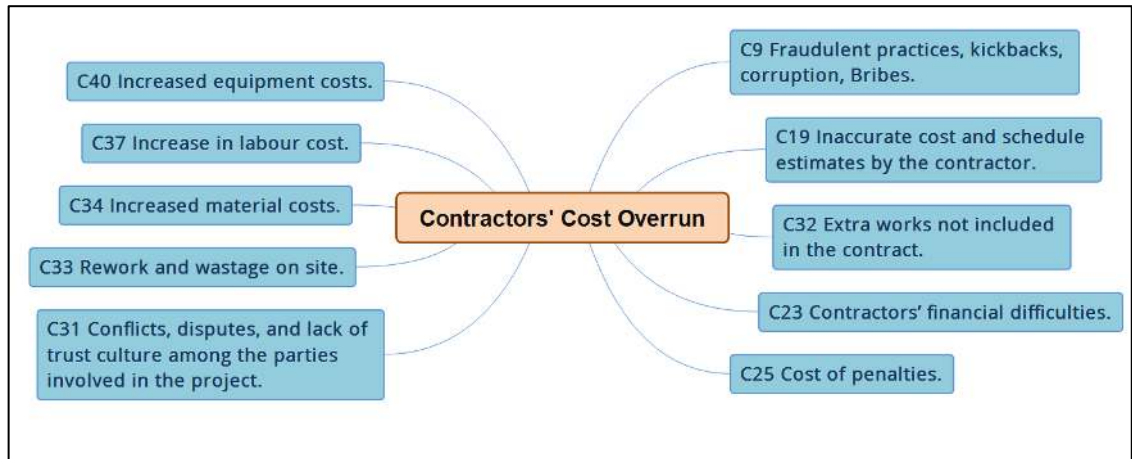 C40 Increased equipment costs.
C37 Increase in labour cost.
C34 Increased material costs.
C33 Rework and wastage on site.
C31 Conflicts, disputes, and lack of
trust culture among the parties
involved in the project.
Contractors' Cost Overrun
C9 Fraudulent practices, kickbacks,
corruption, Bribes.
C19 Inaccurate cost and schedule
estimates by the contractor.
C32 Extra works not included
in the contract.
C23 Contractors’ financial difficulties.
C25 Cost of penalties.